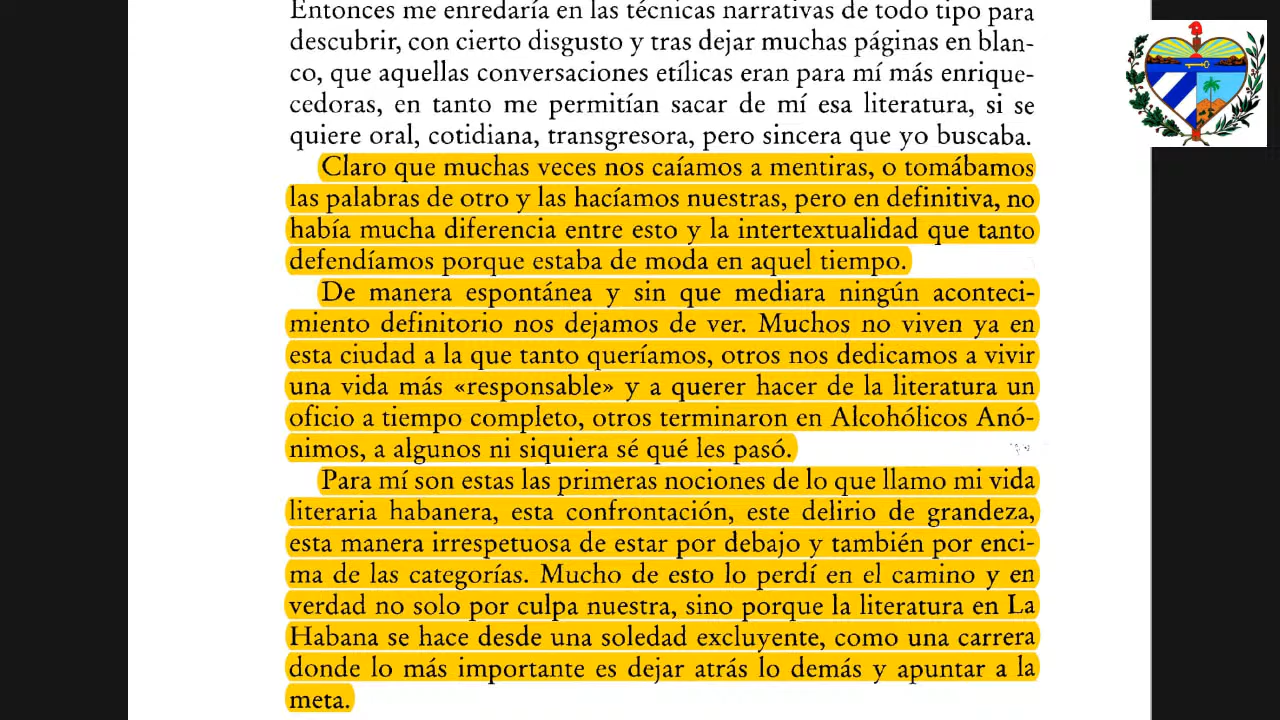 Entonces me enredaría en las técnicas narrativas de todo tipo para
descubrir, con cierto disgusto y tras dejar muchas páginas en blan-
co, que aquellas conversaciones etílicas eran para mí más enrique-
cedoras, en tanto me permitían sacar de mí esa literatura, si se
quiere oral, cotidiana, transgresora, pero sincera que yo buscaba.
Claro que muchas veces nos caíamos a mentiras, o tomábamos
las palabras de otro y las hacíamos nuestras, pero en definitiva, no
había mucha diferencia entre esto y la intertextualidad que tanto
defendíamos porque estaba de moda en aquel tiempo.
De manera espontánea y sin que mediara ningún aconteci-
miento definitorio nos dejamos de ver. Muchos no viven ya en
esta ciudad a la que tanto queríamos, otros nos dedicamos a vivir
una vida más «responsable» y a querer hacer de la literatura un
oficio a tiempo completo, otros terminaron en Alcohólicos Anó-
nimos, a algunos ni siquiera sé qué les pasó.
Para mí son estas las primeras nociones de lo que llamo mi vida
literaria habanera, esta confrontación, este delirio de grandeza,
esta manera irrespetuosa de estar por debajo y también por enci-
ma de las categorías. Mucho de esto lo perdí en el camino y en
verdad no solo por culpa nuestra, sino porque la literatura en La
Habana se hace desde una soledad excluyente, como una carrera
donde lo más importante es dejar atrás lo demás y apuntar a la
meta.